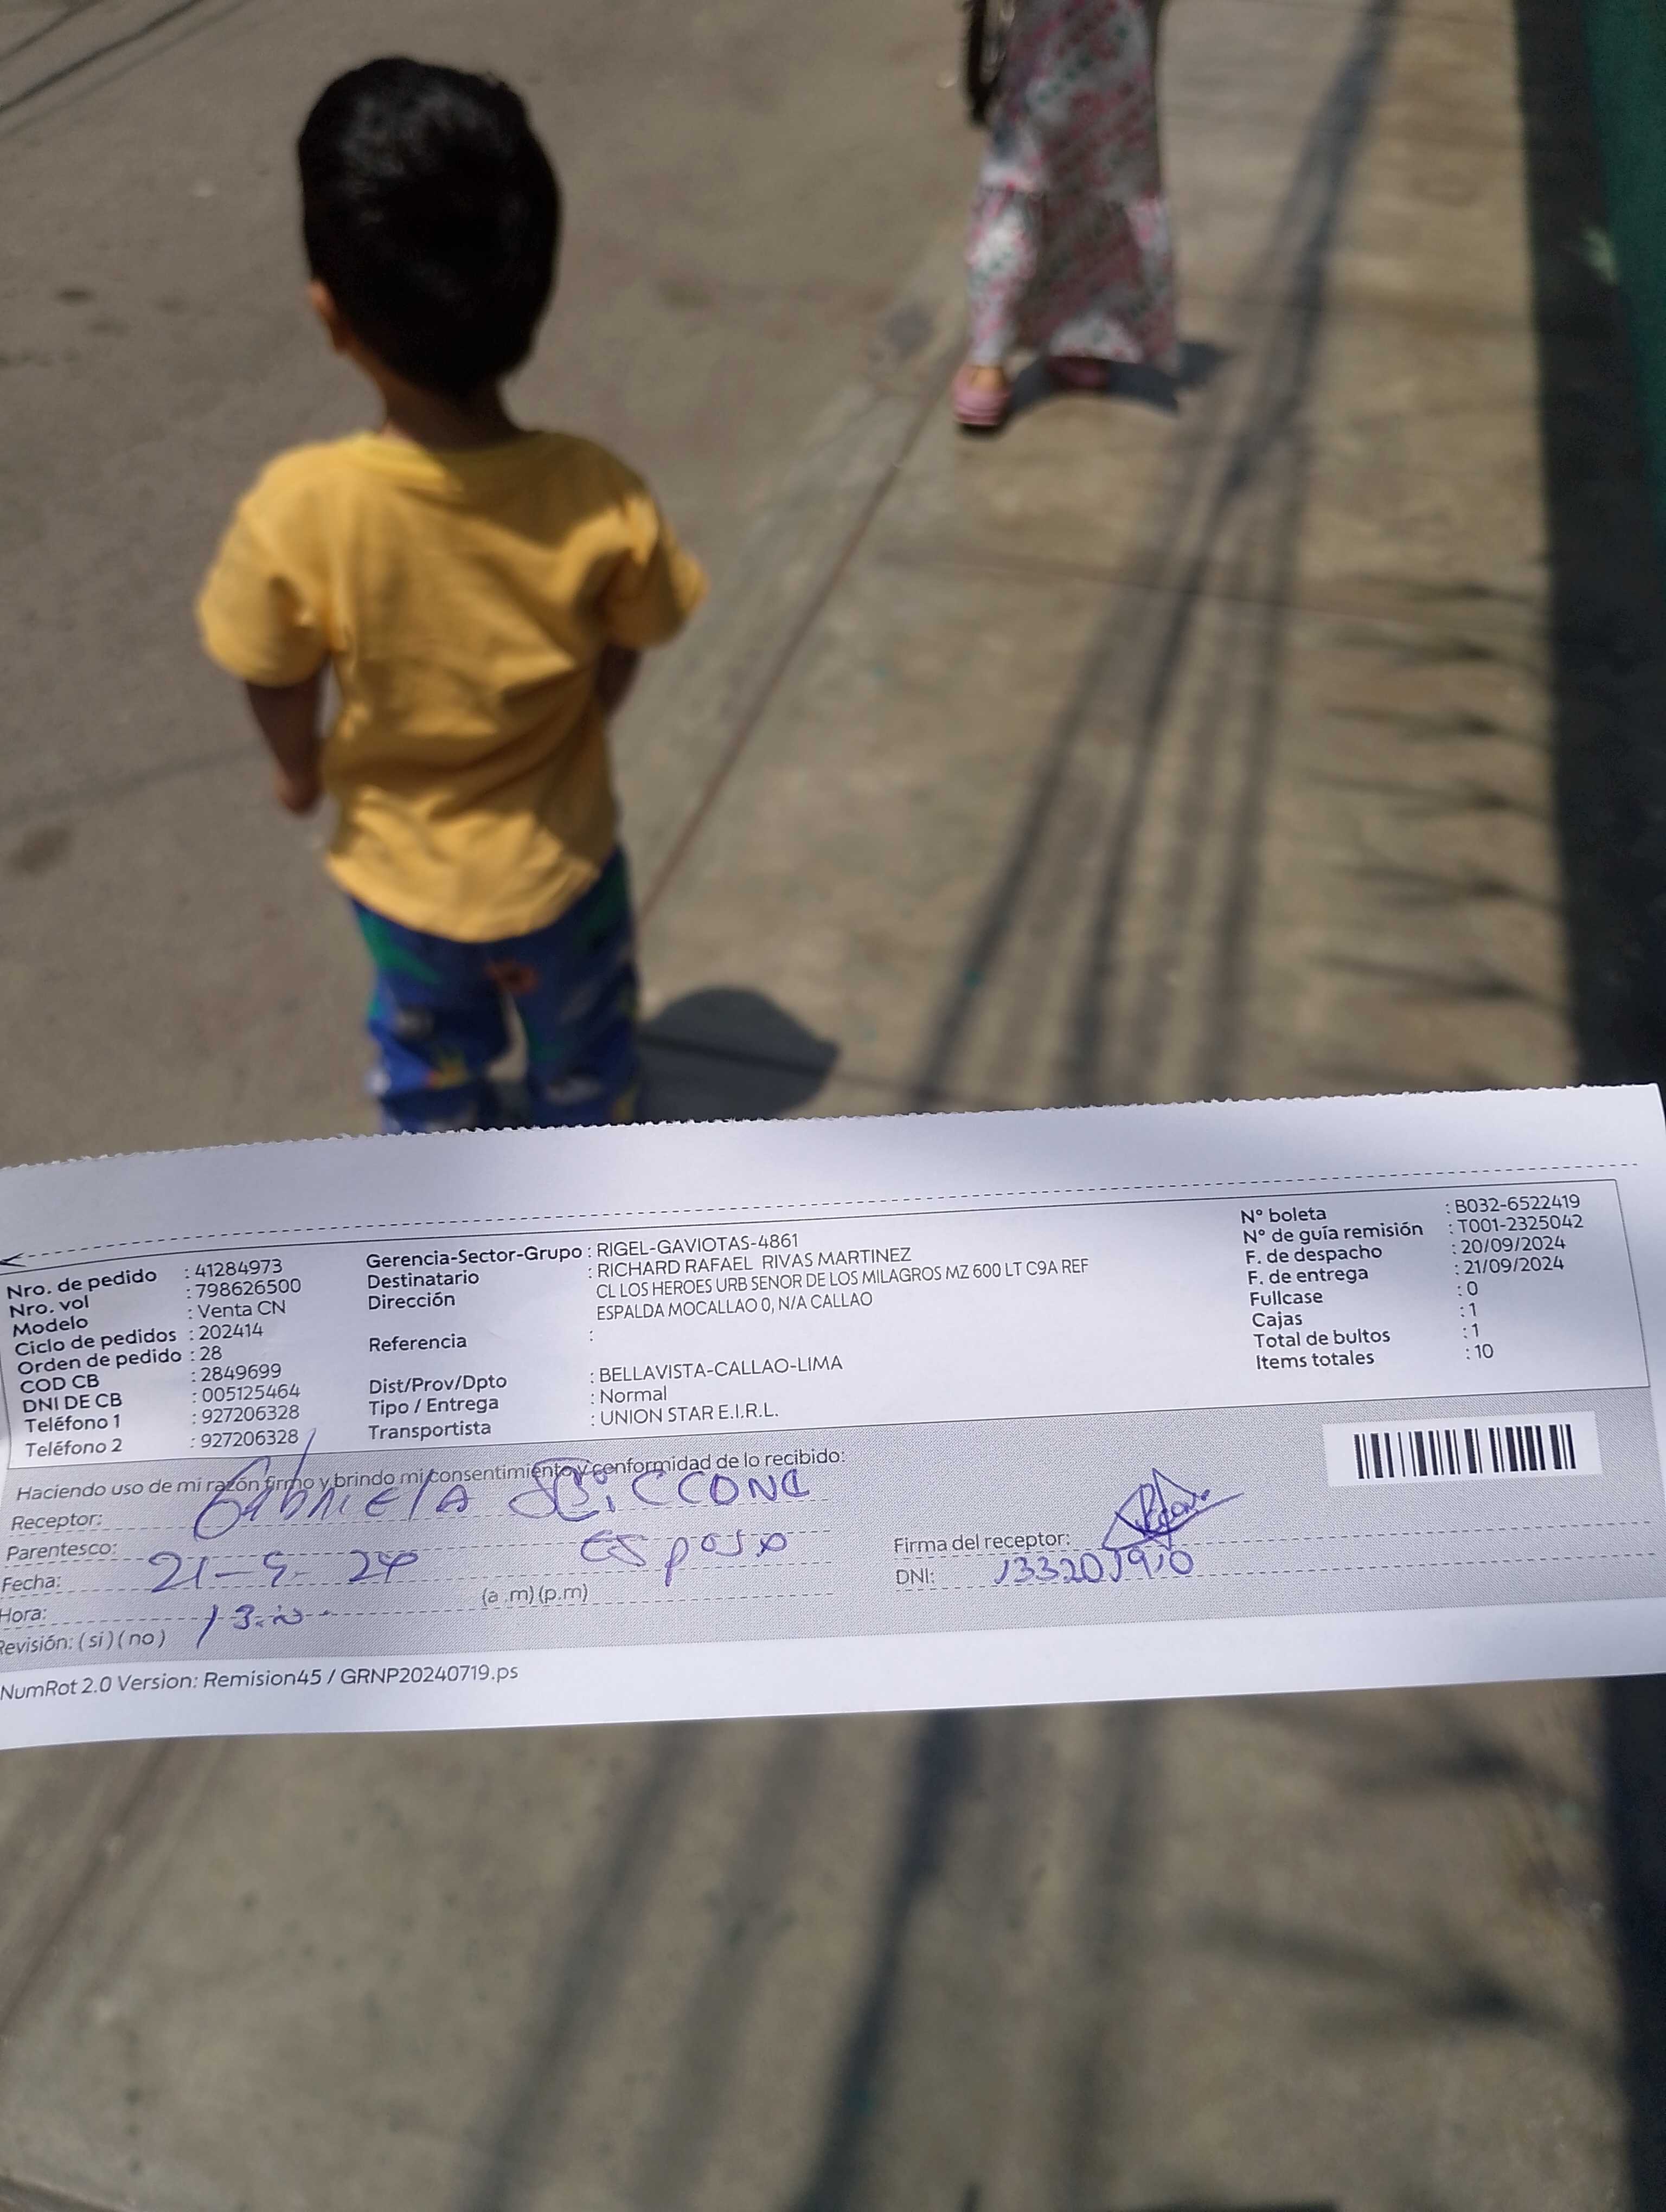 Nro. de pedido : 41284973
Nro. vol : 798626500
Modelo : Venta CN
Ciclo de pedidos : 202414
Orden de pedido : 28
COD CB : 2849699
DNI DE CB : 005125464
Teléfono 1 : 927206328
Teléfono 2 : 927206328
Gerencia-Sector-Grupo : RIGEL-GAVIOTAS-4861
Destinatario : RICHARD RAFAEL RIVAS MARTINEZ
Dirección CL LOS HEROES URB SENOR DE LOS MILAGROS MZ 600 LT C9A REF
ESPALDA MOCALLAO 0, N/A CALLAO
Referencia :
Dist/Prov/Dpto : BELLAVISTA-CALLAO-LIMA
Tipo / Entrega : Normal
Transportista : UNION STAR E.I.R.L.
N° boleta : B032-6522419
N° de guía remisión : T001-2325042
F. de despacho : 20/09/2024
F. de entrega : 21/09/2024
Fullcase : 0
Cajas : 1
Total de bultos : 1
Items totales : 10
Haciendo uso de mi razón firmo y brindo mi consentimiento y conformidad de lo recibido:
Receptor: Gabriela
Parentesco: Esposo
Fecha: 21-9-24
Hora: (a.m) (p.m)
Revisión: (si) (no)
Firma del receptor:
DNI:
NumRot 2.0 Version: Remision45 / GRNP20240719.ps